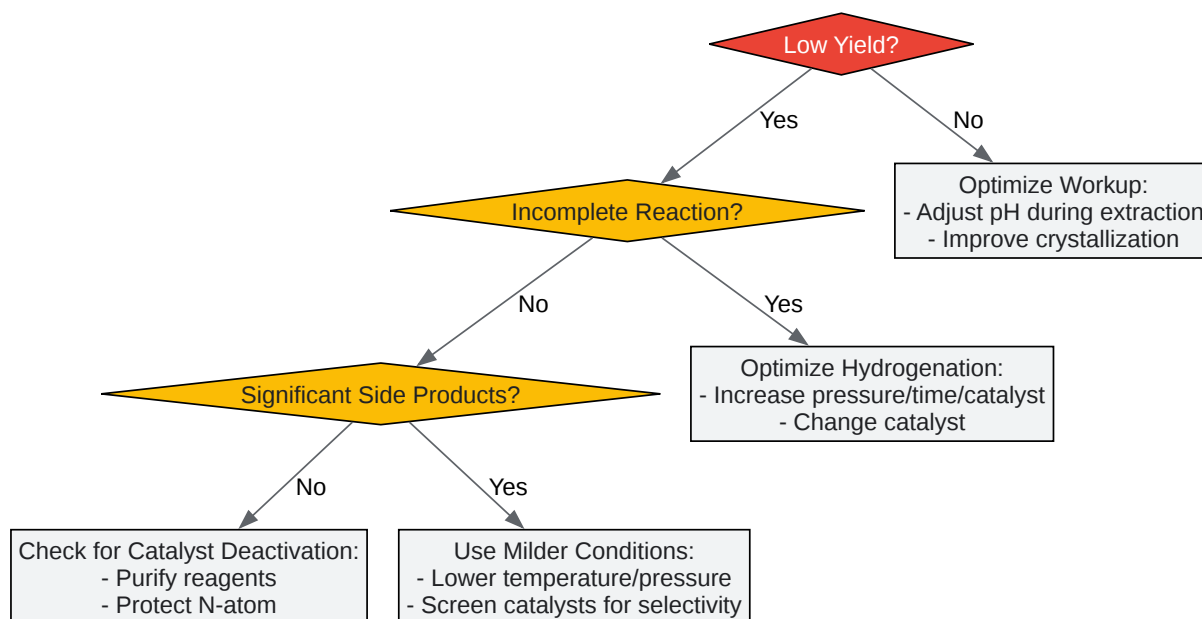 Low Yield?
Yes
No
Optimize Workup:
- Adjust pH during extraction
- Improve crystallization
Incomplete Reaction?
No
Yes
Optimize Hydrogenation:
- Increase pressure/time/catalyst
- Change catalyst
Significant Side Products?
No
Yes
Check for Catalyst Deactivation:
- Purify reagents
- Protect N-atom
Use Milder Conditions:
- Lower temperature/pressure
- Screen catalysts for selectivity